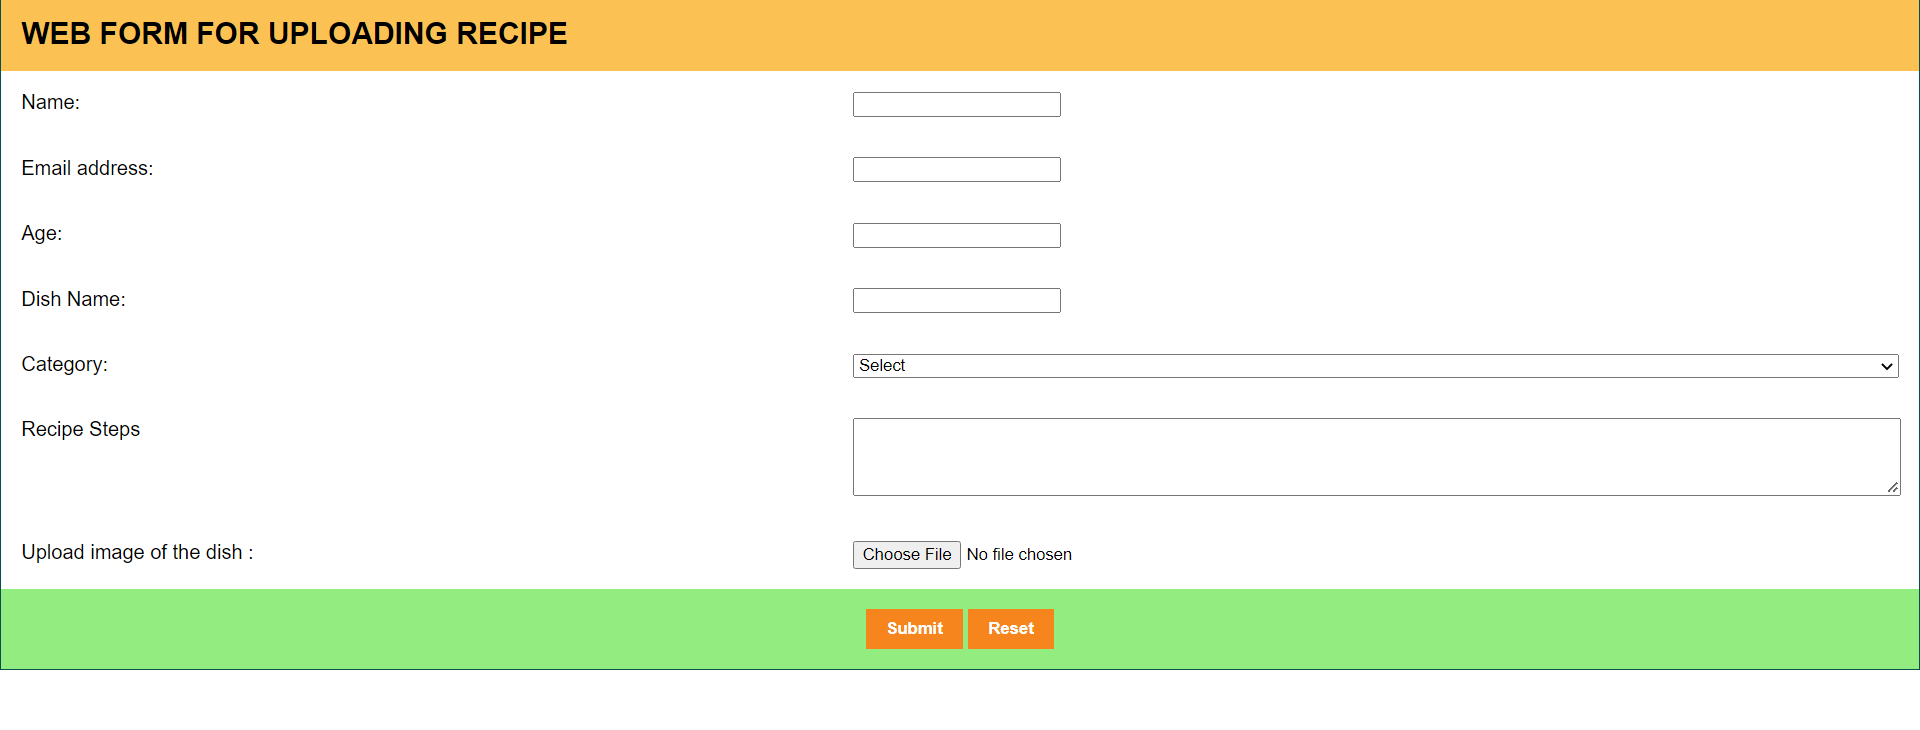 WEB FORM FOR UPLOADING RECIPE
Name:
Email address:
Age:
Dish Name:
Category: Select
Recipe Steps
Upload image of the dish : Choose File No file chosen
Submit Reset